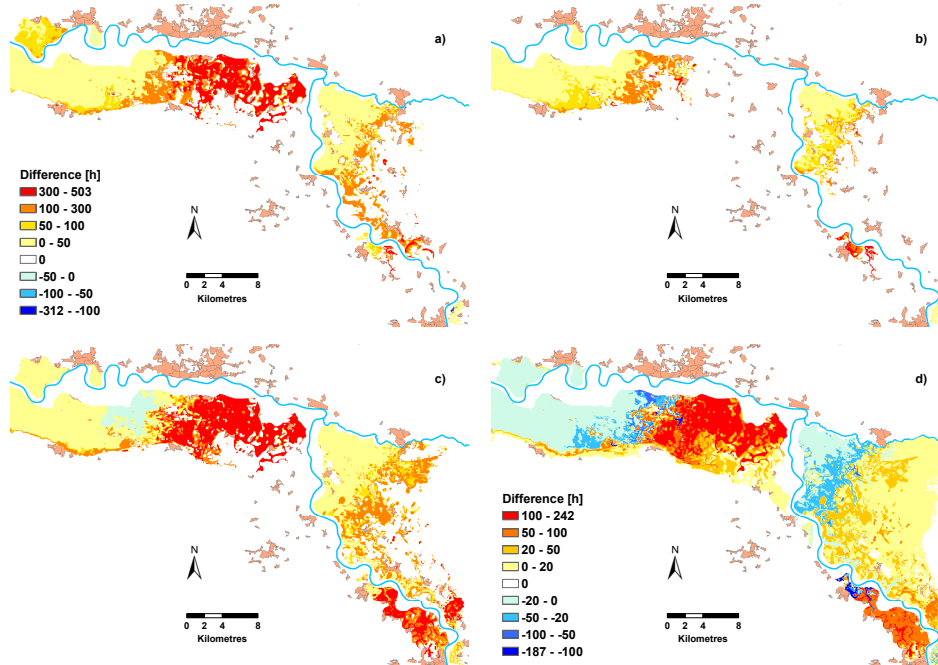 a)
Difference [h]
300 - 503
100 - 300
50 - 100
0 - 50
0
-50 - 0
-100 - -50
-312 - -100
N
0 2 4 8
Kilometres
b)
N
0 2 4 8
Kilometres
c)
N
0 2 4 8
Kilometres
d)
Difference [h]
100 - 242
50 - 100
20 - 50
0 - 20
0
-20 - 0
-50 - -20
-100 - -50
-187 - -100
N
0 2 4 8
Kilometres